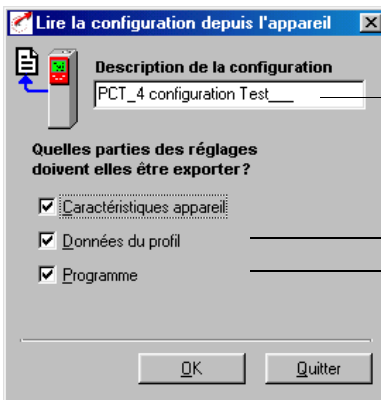 Lire la configuration depuis l'appareil
Description de la configuration
PCT_4 configuration Test___
Quelles parties des réglages
doivent elles être exporter?
Caractéristiques appareil
Données du profil
Programme
OK
Quitter